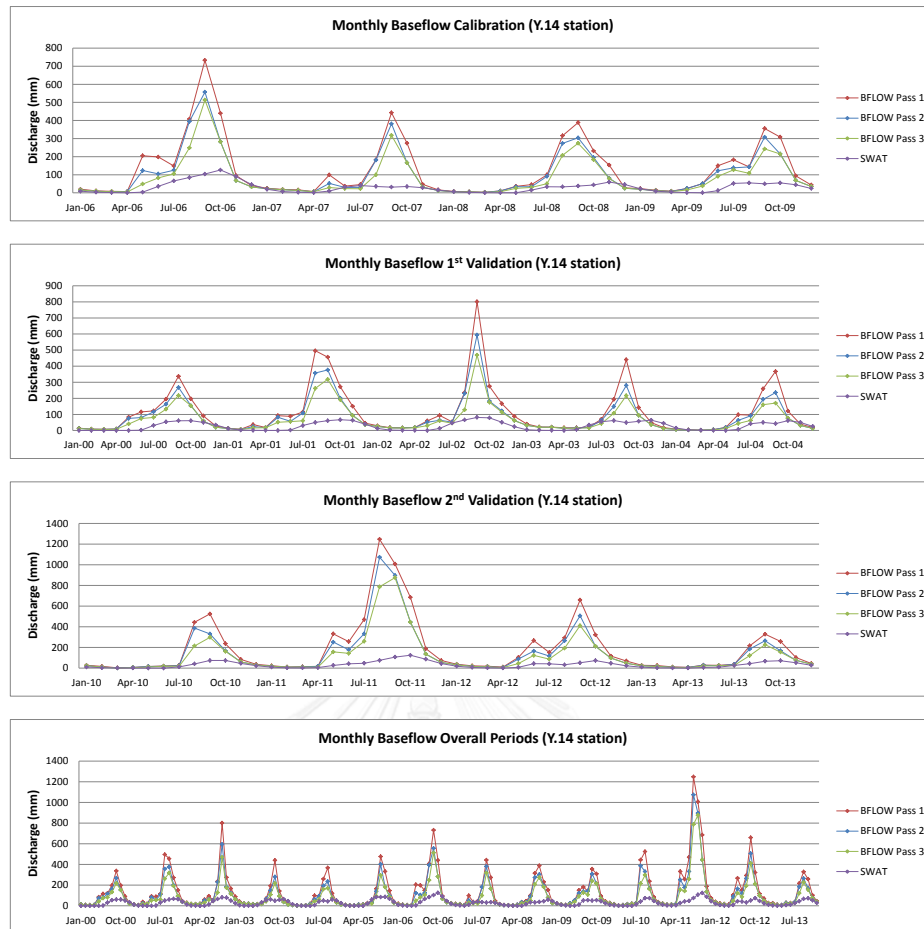 Monthly Baseflow Calibration (Y.14 station)
800
700
600
500
400
300
200
100
0
Discharge (mm)
Jan-06 Apr-06 Jul-06 Oct-06 Jan-07 Apr-07 Jul-07 Oct-07 Jan-08 Apr-08 Jul-08 Oct-08 Jan-09 Apr-09 Jul-09 Oct-09
BFLOW Pass 1
BFLOW Pass 2
BFLOW Pass 3
SWAT
Monthly Baseflow 1st Validation (Y.14 station)
900
800
700
600
500
400
300
200
100
0
Discharge (mm)
Jan-00 Apr-00 Jul-00 Oct-00 Jan-01 Apr-01 Jul-01 Oct-01 Jan-02 Apr-02 Jul-02 Oct-02 Jan-03 Apr-03 Jul-03 Oct-03 Jan-04 Apr-04 Jul-04 Oct-04
BFLOW Pass 1
BFLOW Pass 2
BFLOW Pass 3
SWAT
Monthly Baseflow 2nd Validation (Y.14 station)
1400
1200
1000
800
600
400
200
0
Discharge (mm)
Jan-10 Apr-10 Jul-10 Oct-10 Jan-11 Apr-11 Jul-11 Oct-11 Jan-12 Apr-12 Jul-12 Oct-12 Jan-13 Apr-13 Jul-13 Oct-13
BFLOW Pass 1
BFLOW Pass 2
BFLOW Pass 3
SWAT
Monthly Baseflow Overall Periods (Y.14 station)
1400
1200
1000
800
600
400
200
0
Discharge (mm)
Jan-00 Oct-00 Jul-01 Apr-02 Jan-03 Oct-03 Jul-04 Apr-05 Jan-06 Oct-06 Jul-07 Apr-08 Jan-09 Oct-09 Jul-10 Apr-11 Jan-12 Oct-12 Jul-13
BFLOW Pass 1
BFLOW Pass 2
BFLOW Pass 3
SWAT